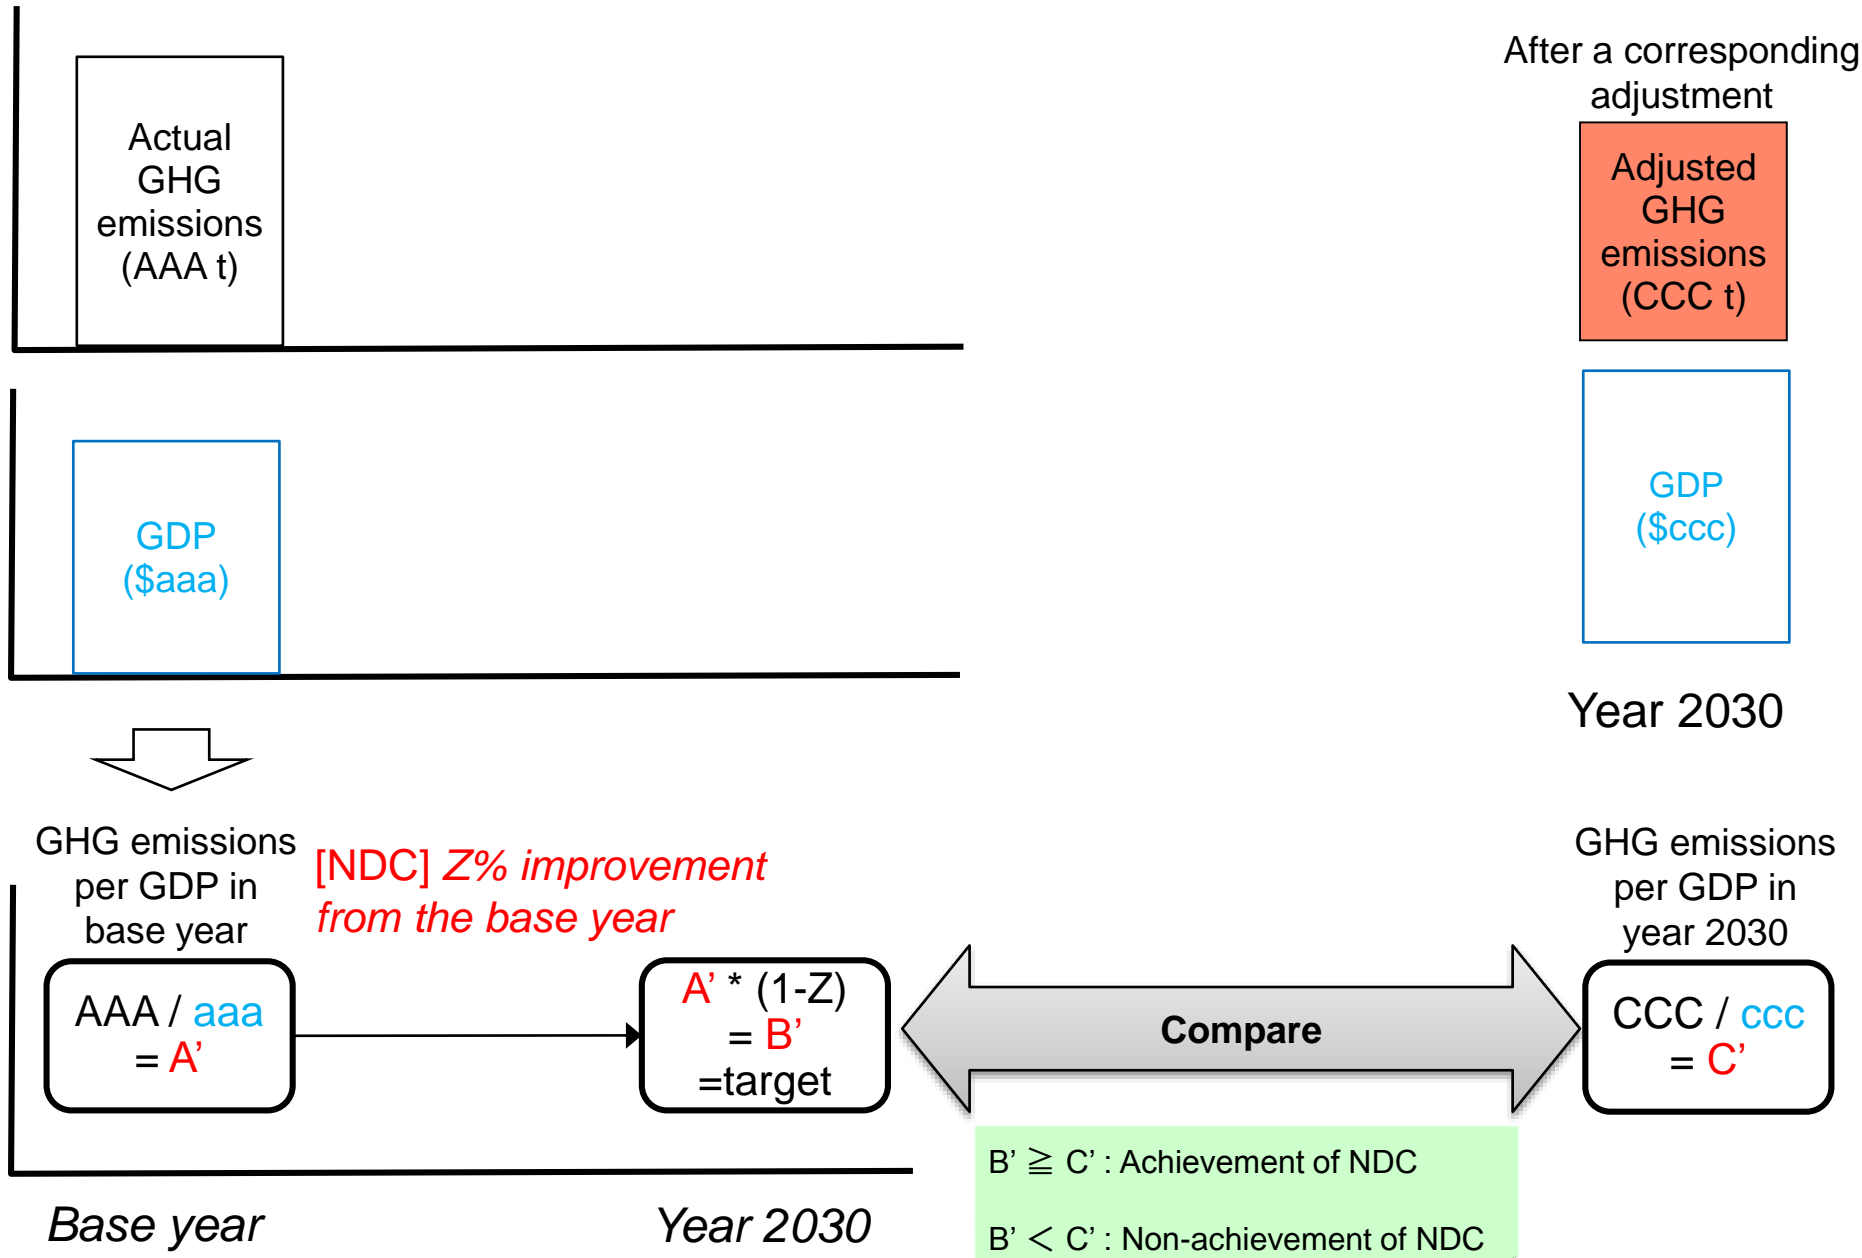 Actual
GHG
emissions
(AAA t)
After a corresponding
adjustment
Adjusted
GHG
emissions
(CCC t)
GDP
($aaa)
GDP
($ccc)
Year 2030
GHG emissions
per GDP in
base year
[NDC] Z% improvement
from the base year
GHG emissions
per GDP in
year 2030
AAA / aaa
= A’
A’ * (1-Z)
= B’
=target
Compare
CCC / ccc
= C’
B’ ≧ C’ : Achievement of NDC
B’ < C’ : Non-achievement of NDC
Base year
Year 2030